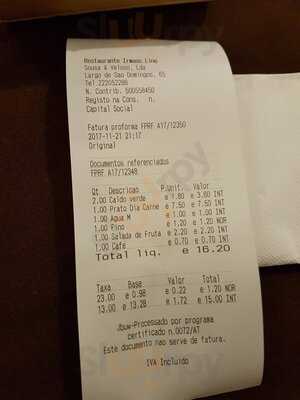 Restaurante Irmaos Lino
Sousa & Veloso, Lda
Largo de Sao Domingos, 65
Tel 222052286
N. Contrib. 500558450
Registo na Cons. n.
Capital Social
Fatura proforma FPRF A17/12350
2017-11-21 21:17
Original
Documentos referenciados
FPRF A17/12348
Qt Descricao P.Unit. Valor
2.00 Caldo verde e 1.80 e 3.60 INT
1.00 Prato Dia Carne e 7.50 e 7.50 INT
1.00 Agua M e 1.00 e 1.00 INT
1.00 Pino e 1.20 e 1.20 NOR
1.00 Salada de Fruta e 2.20 e 2.20 INT
1.00 Cafe e 0.70 e 0.70 INT
Total liq. e 16.20
Taxa Base Valor Total
23.00 e 0.98 e 0.22 e 1.20 NOR
13.00 e 13.28 e 1.72 e 15.00 INT
Jbuw-Processado por programa
certificado n.0072/AT
Este documento nao serve de fatura.
IVA Incluido